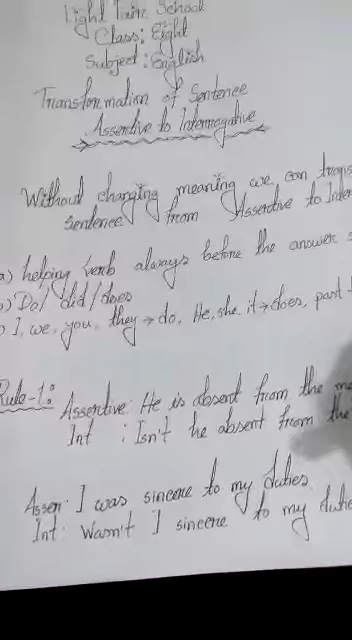 Light Faire School
Class: Eight
Subject: English
Transformation of Sentence
Assertive to Interrogative
Without changing meaning we can
Sentence from Assertive to
a) helping verb always before the answer
b) Do/did/does
c) I, we, you, they → do, He, she, it → does, past
Rule-1:
Assertive: He is absent from the
Int : Isn't he absent from the
Asser: I was sincere to my duties
Int: Wasn't I sincere to my